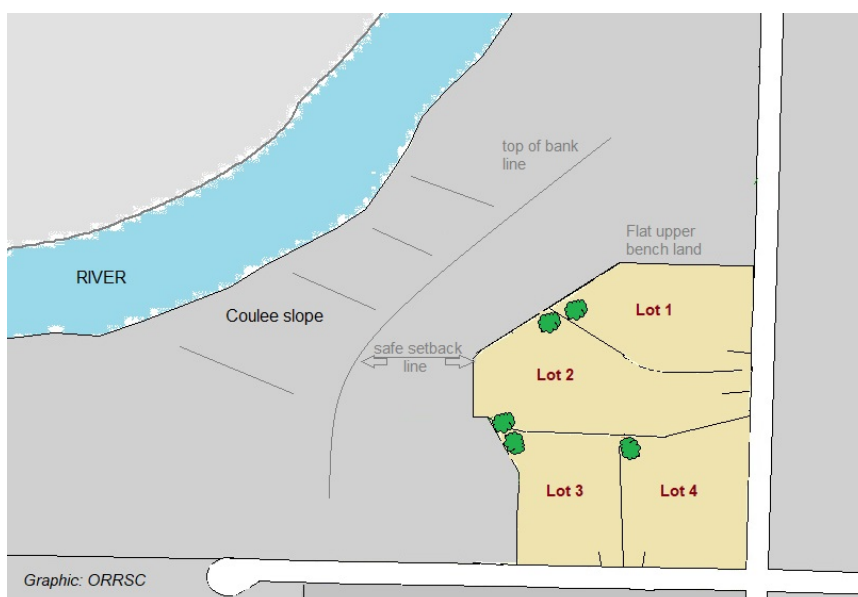 top of bank
line
Flat upper
bench land
RIVER
Lot 1
Coulee slope
safe setback
line
Lot 2
Lot 3
Lot 4
Graphic: ORRSC